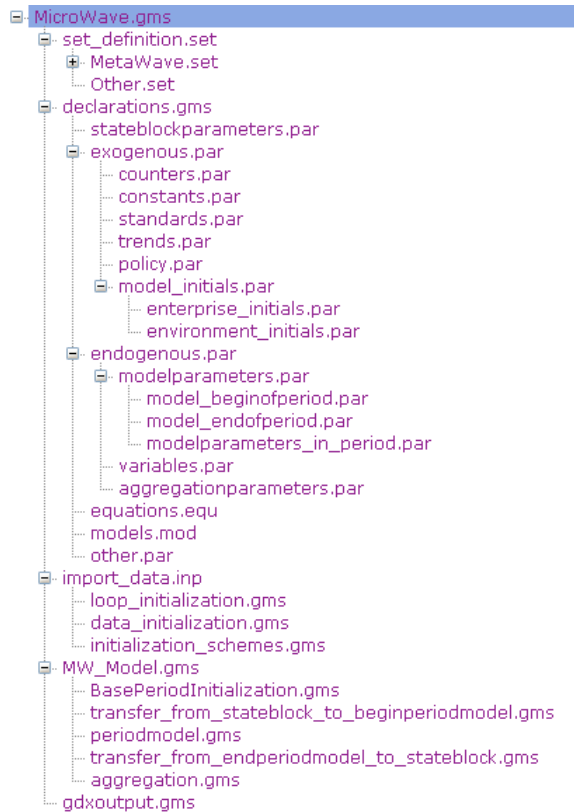 MicroWave.gms
set_definition.set
MetaWave.set
Other.set
declarations.gms
stateblockparameters.par
exogenous.par
counters.par
constants.par
standards.par
trends.par
policy.par
model_initials.par
enterprise_initials.par
environment_initials.par
endogenous.par
modelparameters.par
model_beginofperiod.par
model_endofperiod.par
modelparameters_in_period.par
variables.par
aggregationparameters.par
equations.equ
models.mod
other.par
import_data.inp
loop_initialization.gms
data_initialization.gms
initialization_schemes.gms
MW_Model.gms
BasePeriodInitialization.gms
transfer_from_stateblock_to_beginperiodmodel.gms
periodmodel.gms
transfer_from_endperiodmodel_to_stateblock.gms
aggregation.gms
gdxoutput.gms